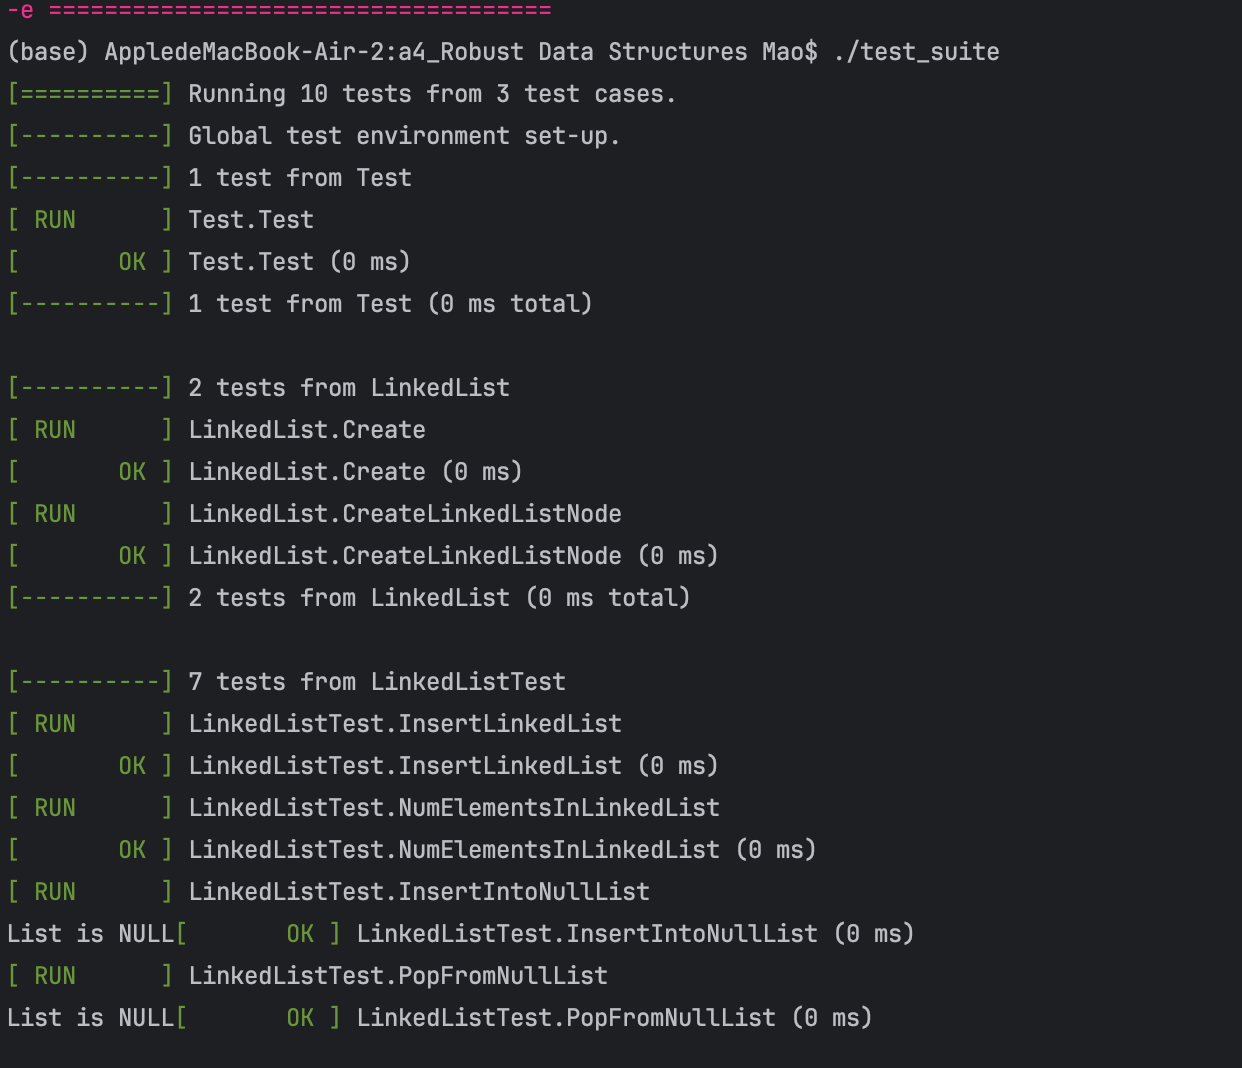 -e ====================================
(base) AppledeMacBook-Air-2:a4_Robust Data Structures Mao$ ./test_suite
[==========] Running 10 tests from 3 test cases.
[----------] Global test environment set-up.
[----------] 1 test from Test
[ RUN      ] Test.Test
[       OK ] Test.Test (0 ms)
[----------] 1 test from Test (0 ms total)
[----------] 2 tests from LinkedList
[ RUN      ] LinkedList.Create
[       OK ] LinkedList.Create (0 ms)
[ RUN      ] LinkedList.CreateLinkedListNode
[       OK ] LinkedList.CreateLinkedListNode (0 ms)
[----------] 2 tests from LinkedList (0 ms total)
[----------] 7 tests from LinkedListTest
[ RUN      ] LinkedListTest.InsertLinkedList
[       OK ] LinkedListTest.InsertLinkedList (0 ms)
[ RUN      ] LinkedListTest.NumElementsInLinkedList
[       OK ] LinkedListTest.NumElementsInLinkedList (0 ms)
[ RUN      ] LinkedListTest.InsertIntoNullList
List is NULL[       OK ] LinkedListTest.InsertIntoNullList (0 ms)
[ RUN      ] LinkedListTest.PopFromNullList
List is NULL[       OK ] LinkedListTest.PopFromNullList (0 ms)